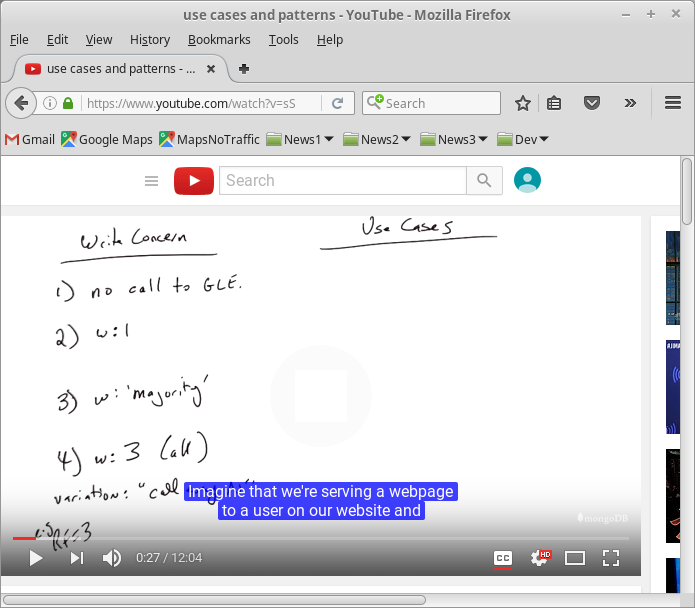 use cases and patterns - YouTube - Mozilla Firefox
File Edit View History Bookmarks Tools Help
use cases and patterns - ...
https://www.youtube.com/watch?v=sS
Search
Gmail Google Maps MapsNoTraffic News1 News2 News3 Dev
Search
Write Concern
Use Cases
1) no call to GLE.
2) w:1
3) w:'majority'
4) w:3 (all)
variation: "call
Imagine that we're serving a webpage
to a user on our website and
mongoDB
RF=3
0:27 / 12:04
CC
HD